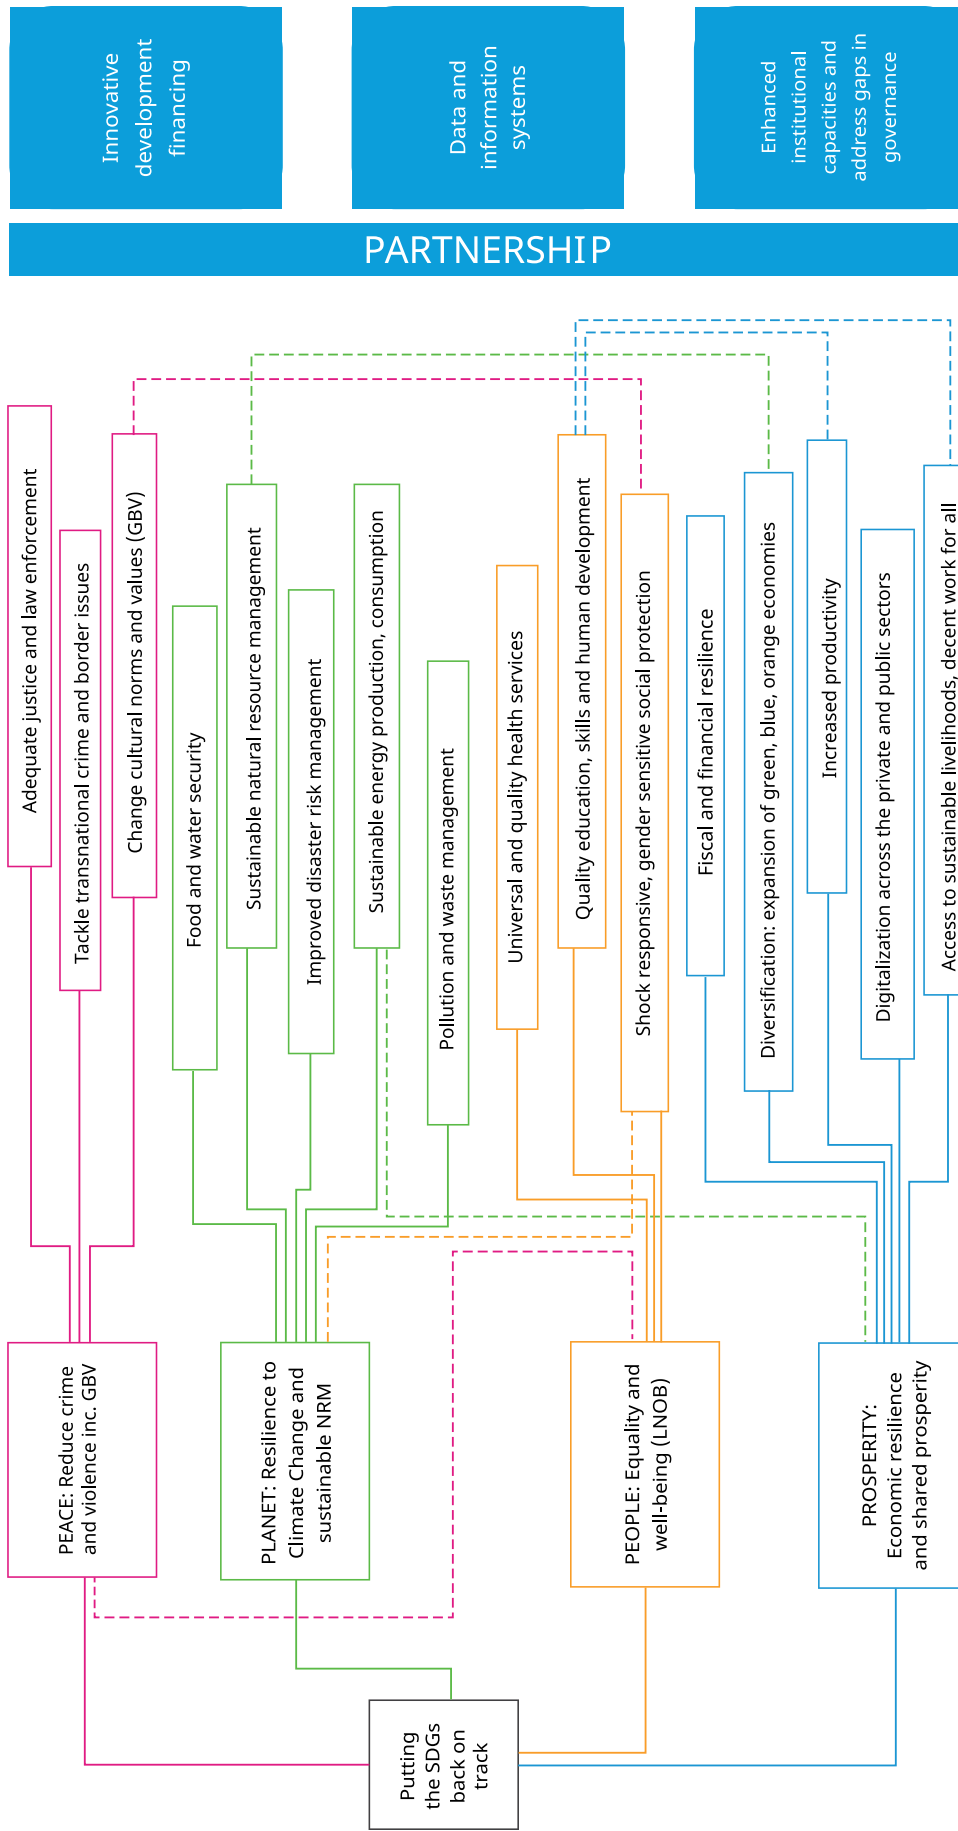 Putting
the SDGs
back on
track
PEACE: Reduce crime
and violence inc. GBV
PLANET: Resilience to
Climate Change and
sustainable NRM
PEOPLE: Equality and
well-being (LNOB)
PROSPERITY:
Economic resilience
and shared prosperity
Adequate justice and law enforcement
Tackle transnational crime and border issues
Change cultural norms and values (GBV)
Food and water security
Sustainable natural resource management
Improved disaster risk management
Sustainable energy production, consumption
Pollution and waste management
Universal and quality health services
Quality education, skills and human development
Shock responsive, gender sensitive social protection
Fiscal and financial resilience
Diversification: expansion of green, blue, orange economies
Increased productivity
Digitalization across the private and public sectors
Access to sustainable livelihoods, decent work for all
PARTNERSHIP
Innovative
development
financing
Data and
information
systems
Enhanced
institutional
capacities and
address gaps in
governance